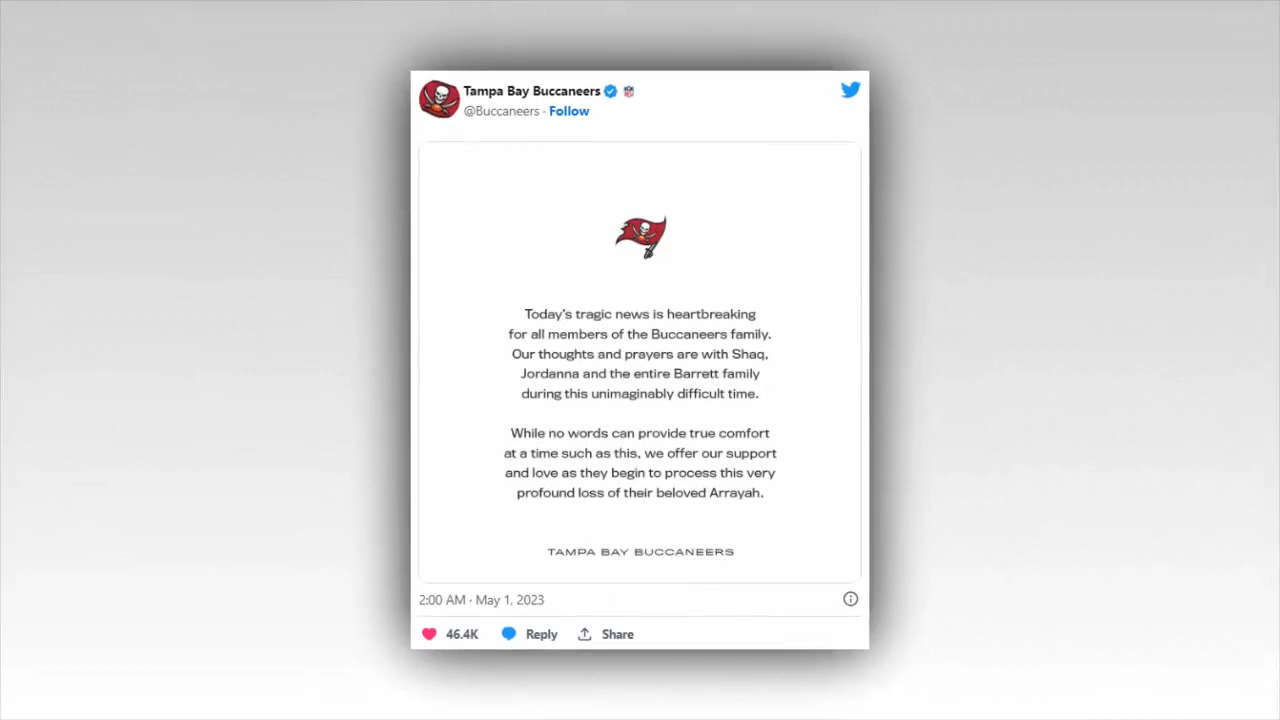 Tampa Bay Buccaneers
@Buccaneers · Follow
Today's tragic news is heartbreaking
for all members of the Buccaneers family.
Our thoughts and prayers are with Shaq,
Jordanna and the entire Barrett family
during this unimaginably difficult time.
While no words can provide true comfort
at a time such as this, we offer our support
and love as they begin to process this very
profound loss of their beloved Arrayah.
TAMPA BAY BUCCANEERS
2:00 AM · May 1, 2023
46.4K Reply Share